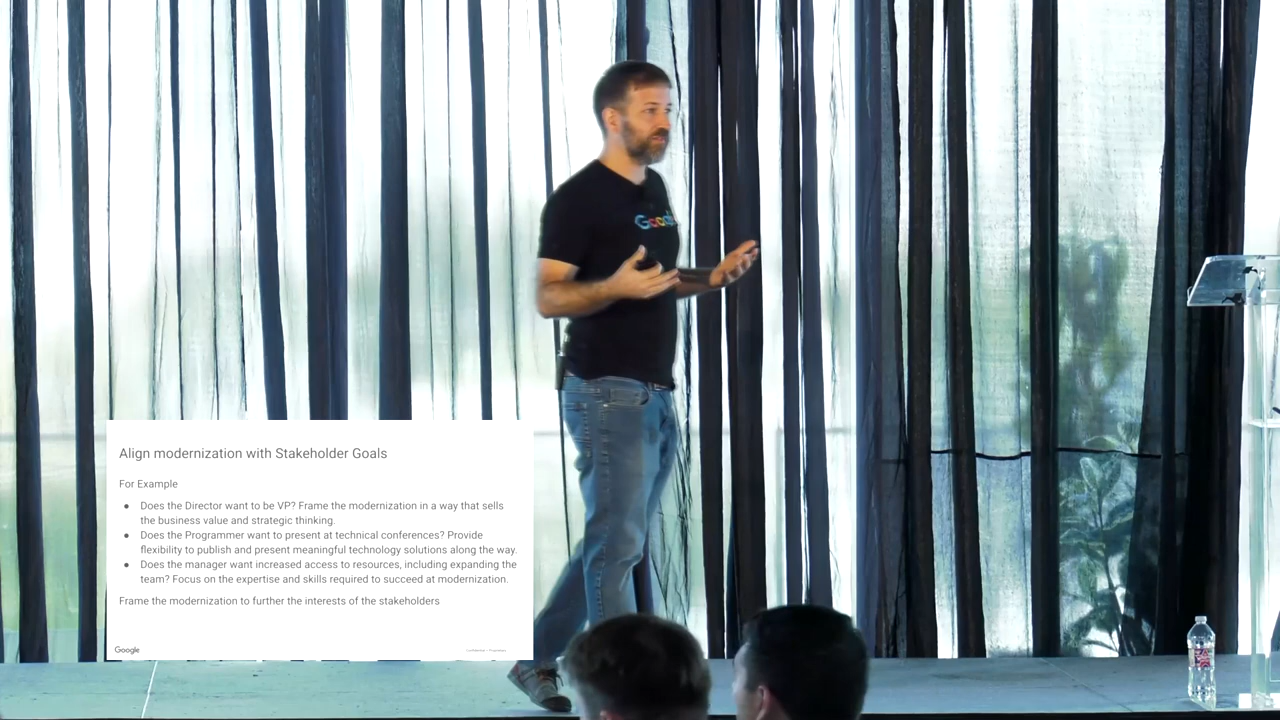 Google
Align modernization with Stakeholder Goals
For Example
● Does the Director want to be VP? Frame the modernization in a way that sells
the business value and strategic thinking.
● Does the Programmer want to present at technical conferences? Provide
flexibility to publish and present meaningful technology solutions along the way.
● Does the manager want increased access to resources, including expanding the
team? Focus on the expertise and skills required to succeed at modernization.
Frame the modernization to further the interests of the stakeholders
Google